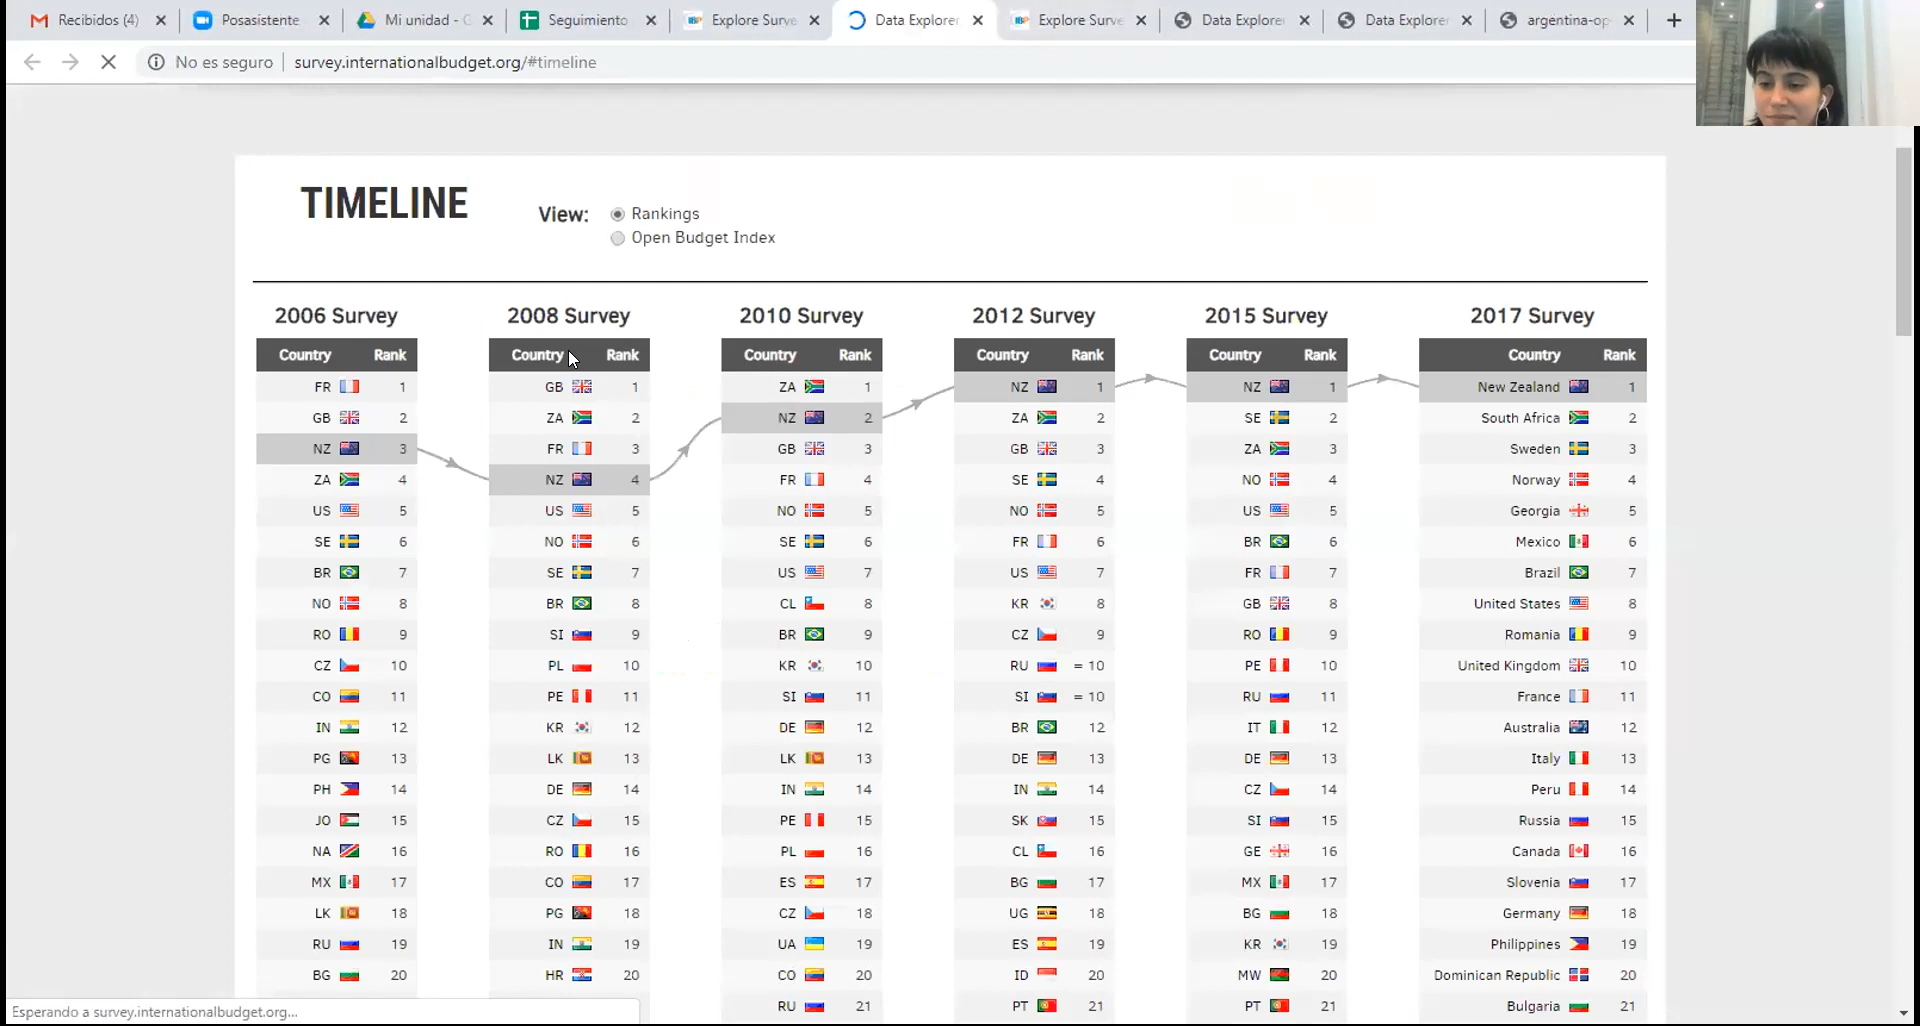 Recibidos (4) Posasistente Mi unidad - G Seguimiento Explore Surve Data Explorer Explore Surve Data Explorer Data Explorer argentina-op
No es seguro survey.internationalbudget.org/#timeline
TIMELINE View: Rankings
Open Budget Index
2006 Survey 2008 Survey 2010 Survey 2012 Survey 2015 Survey 2017 Survey
Country Rank Country Rank Country Rank Country Rank Country Rank Country Rank
FR 1 GB 1 ZA 1 NZ 1 NZ 1 New Zealand 1
GB 2 ZA 2 NZ 2 ZA 2 SE 2 South Africa 2
NZ 3 FR 3 GB 3 GB 3 ZA 3 Sweden 3
ZA 4 NZ 4 FR 4 SE 4 NO 4 Norway 4
US 5 US 5 NO 5 NO 5 US 5 Georgia 5
SE 6 NO 6 SE 6 FR 6 BR 6 Mexico 6
BR 7 SE 7 US 7 US 7 FR 7 Brazil 7
NO 8 BR 8 CL 8 KR 8 GB 8 United States 8
RO 9 SI 9 BR 9 CZ 9 RO 9 Romania 9
CZ 10 PL 10 KR 10 RU = 10 PE 10 United Kingdom 10
CO 11 PE 11 SI 11 SI = 10 RU 11 France 11
IN 12 KR 12 DE 12 BR 12 IT 12 Australia 12
PG 13 LK 13 LK 13 DE 13 DE 13 Italy 13
PH 14 DE 14 IN 14 IN 14 CZ 14 Peru 14
JO 15 CZ 15 PE 15 SK 15 SI 15 Russia 15
NA 16 RO 16 PL 16 CL 16 GE 16 Canada 16
MX 17 CO 17 ES 17 BG 17 MX 17 Slovenia 17
LK 18 PG 18 CZ 18 UG 18 BG 18 Germany 18
RU 19 IN 19 UA 19 ES 19 KR 19 Philippines 19
BG 20 HR 20 CO 20 ID 20 MW 20 Dominican Republic 20
RU 21 PT 21 PT 21 Bulgaria 21
Esperando a survey.internationalbudget.org...